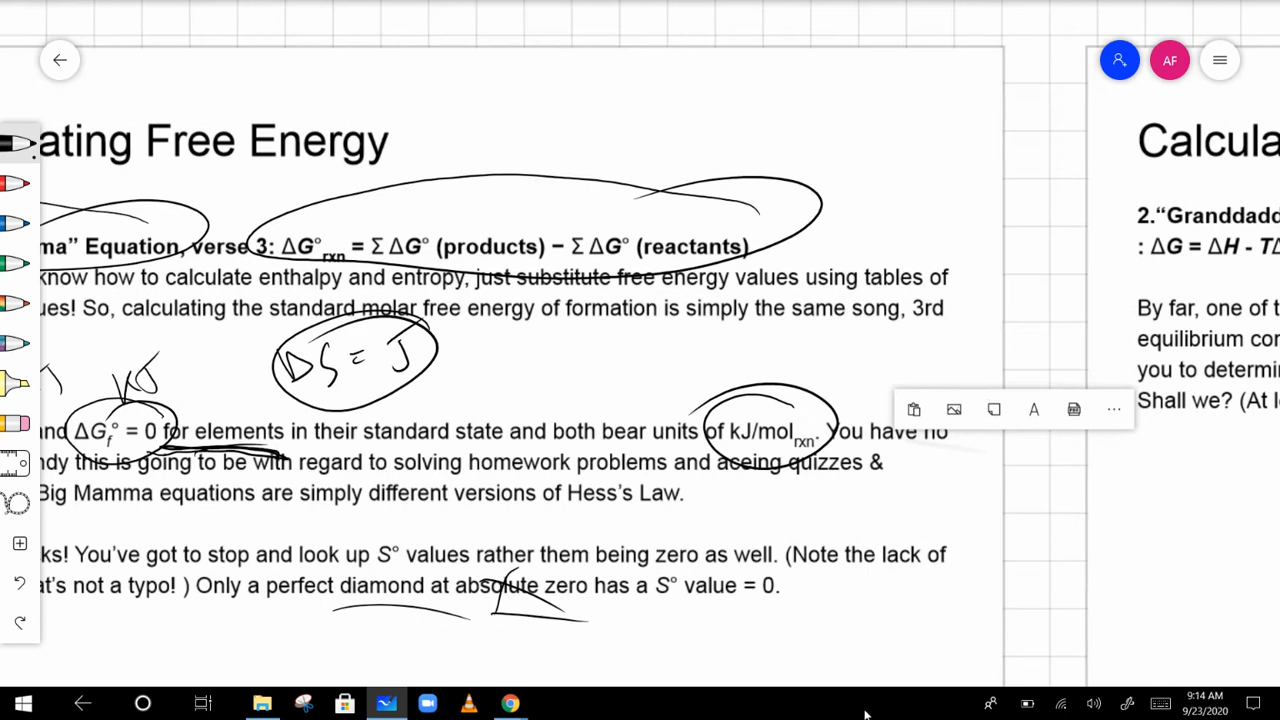 AF
ating Free Energy
ma” Equation, verse 3: ΔG°rxn = Σ ΔG° (products) − Σ ΔG° (reactants)
know how to calculate enthalpy and entropy, just substitute free energy values using tables of
ues! So, calculating the standard molar free energy of formation is simply the same song, 3rd
ΔS = J
KJ
and ΔGf° = 0 for elements in their standard state and both bear units of kJ/molrxn. You have no
ndy this is going to be with regard to solving homework problems and aceing quizzes &
Big Mamma equations are simply different versions of Hess’s Law.
ks! You’ve got to stop and look up S° values rather them being zero as well. (Note the lack of
at’s not a typo! ) Only a perfect diamond at absolute zero has a S° value = 0.
Calcula
2.“Granddadd
: ΔG = ΔH - TΔ
By far, one of t
equilibrium con
you to determin
Shall we? (At l
A
9:14 AM
9/23/2020